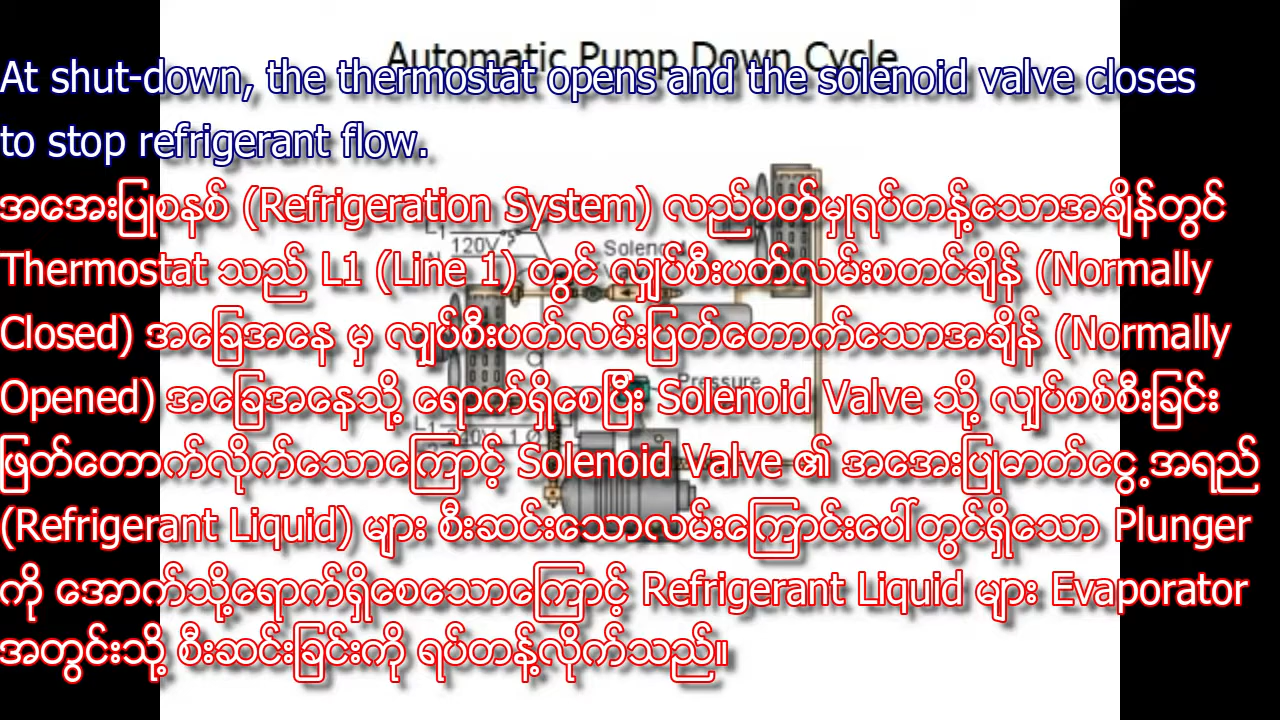 Automatic Pump Down Cycle
At shut-down, the thermostat opens and the solenoid valve closes
to stop refrigerant flow.
အအေးပြုစနစ် (Refrigeration System) လည်ပတ်မှုရပ်တန့်သောအချိန်တွင်
Thermostat သည် L1 (Line 1) တွင် လျှပ်စီးပတ်လမ်းစတင်ချိန် (Normally
Closed) အခြေအနေ မှ လျှပ်စီးပတ်လမ်းပြတ်တောက်သောအချိန် (Normally
Opened) အခြေအနေသို့ ရောက်ရှိစေပြီး Solenoid Valve သို့ လျှပ်စစ်စီးခြင်း
ဖြတ်တောက်လိုက်သောကြောင့် Solenoid Valve ၏ အအေးပြုဓာတ်ငွေ့အရည်
(Refrigerant Liquid) များ စီးဆင်းသောလမ်းကြောင်းပေါ်တွင်ရှိသော Plunger
ကို အောက်သို့ရောက်ရှိစေသောကြောင့် Refrigerant Liquid များ Evaporator
အတွင်းသို့ စီးဆင်းခြင်းကို ရပ်တန့်လိုက်သည်။
L1
120V
Solenoid
Pressure